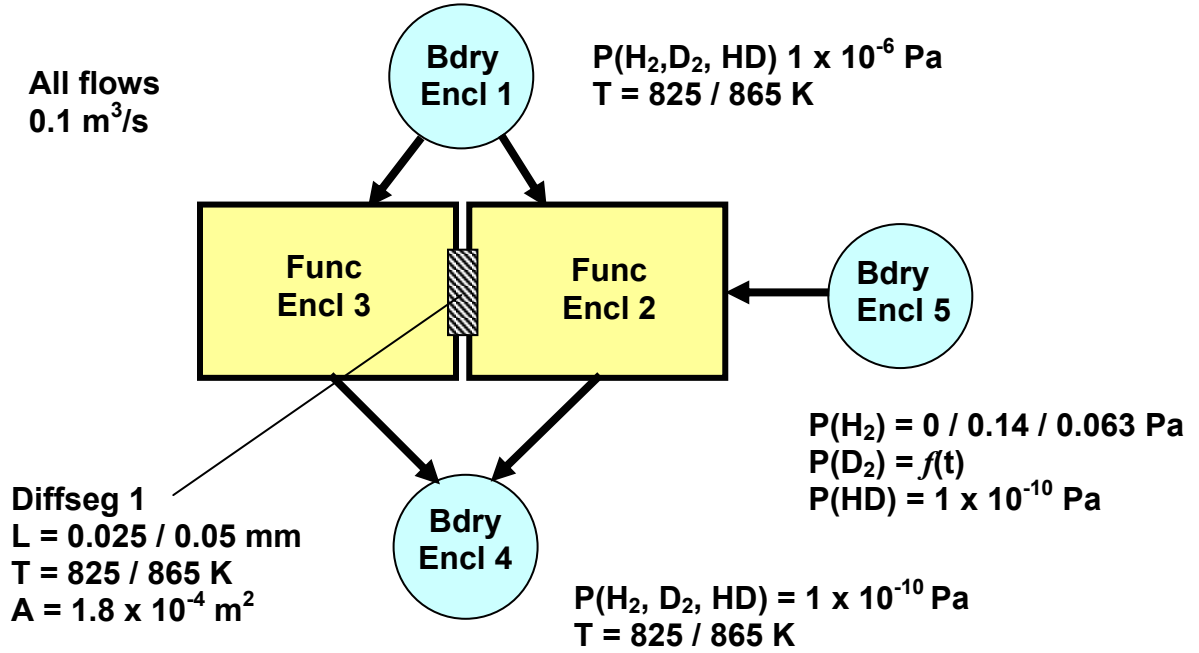 Bdry
Encl 1
P(H₂,D₂, HD) 1 x 10⁻⁶ Pa
T = 825 / 865 K
All flows
0.1 m³/s
Func
Encl 3
Func
Encl 2
Bdry
Encl 5
P(H₂) = 0 / 0.14 / 0.063 Pa
P(D₂) = f(t)
P(HD) = 1 x 10⁻¹⁰ Pa
Diffseg 1
L = 0.025 / 0.05 mm
T = 825 / 865 K
A = 1.8 x 10⁻⁴ m²
Bdry
Encl 4
P(H₂, D₂, HD) = 1 x 10⁻¹⁰ Pa
T = 825 / 865 K